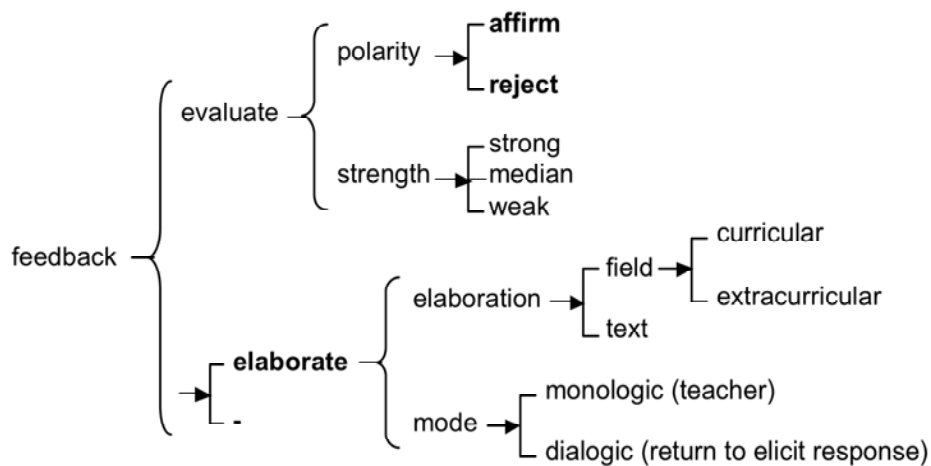 affirm
polarity
reject
evaluate
strong
strength
median
weak
feedback
curricular
field
extracurricular
elaboration
text
elaborate
monologic (teacher)
-
mode
dialogic (return to elicit response)